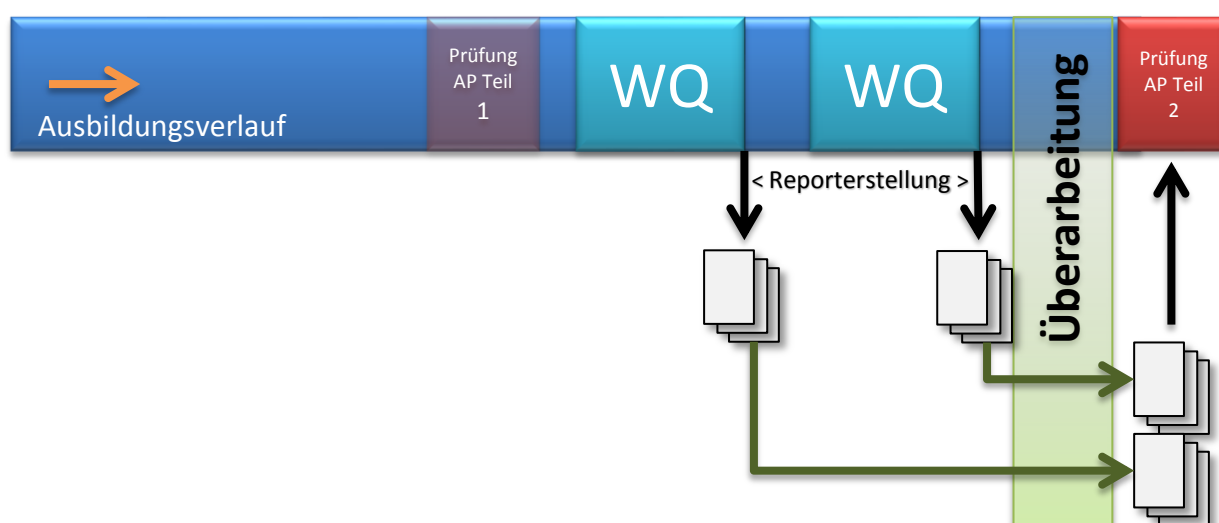 Ausbildungsverlauf
Prüfung
AP Teil
1
WQ
WQ
Überarbeitung
Prüfung
AP Teil
2
< Reporterstellung >